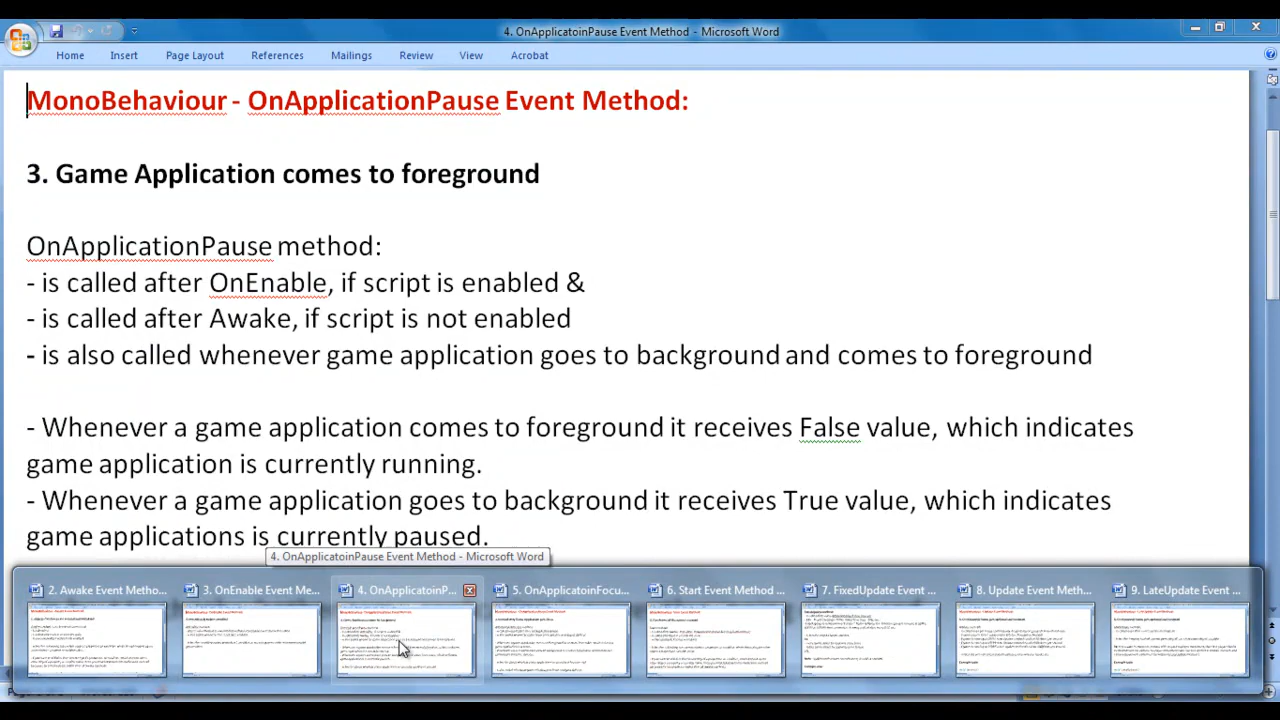 4. OnApplicatoinPause Event Method - Microsoft Word
Home Insert Page Layout References Mailings Review View Acrobat
MonoBehaviour - OnApplicationPause Event Method:
3. Game Application comes to foreground
OnApplicationPause method:
- is called after OnEnable, if script is enabled &
- is called after Awake, if script is not enabled
- is also called whenever game application goes to background and comes to foreground
- Whenever a game application comes to foreground it receives False value, which indicates
game application is currently running.
- Whenever a game application goes to background it receives True value, which indicates
game applications is currently paused.
4. OnApplicatoinPause Event Method - Microsoft Word
2. Awake Event Metho... 3. OnEnable Event Me... 4. OnApplicatoinP... 5. OnApplicatoinFocu... 6. Start Event Method ... 7. FixedUpdate Event ... 8. Update Event Meth... 9. LateUpdate Event ...